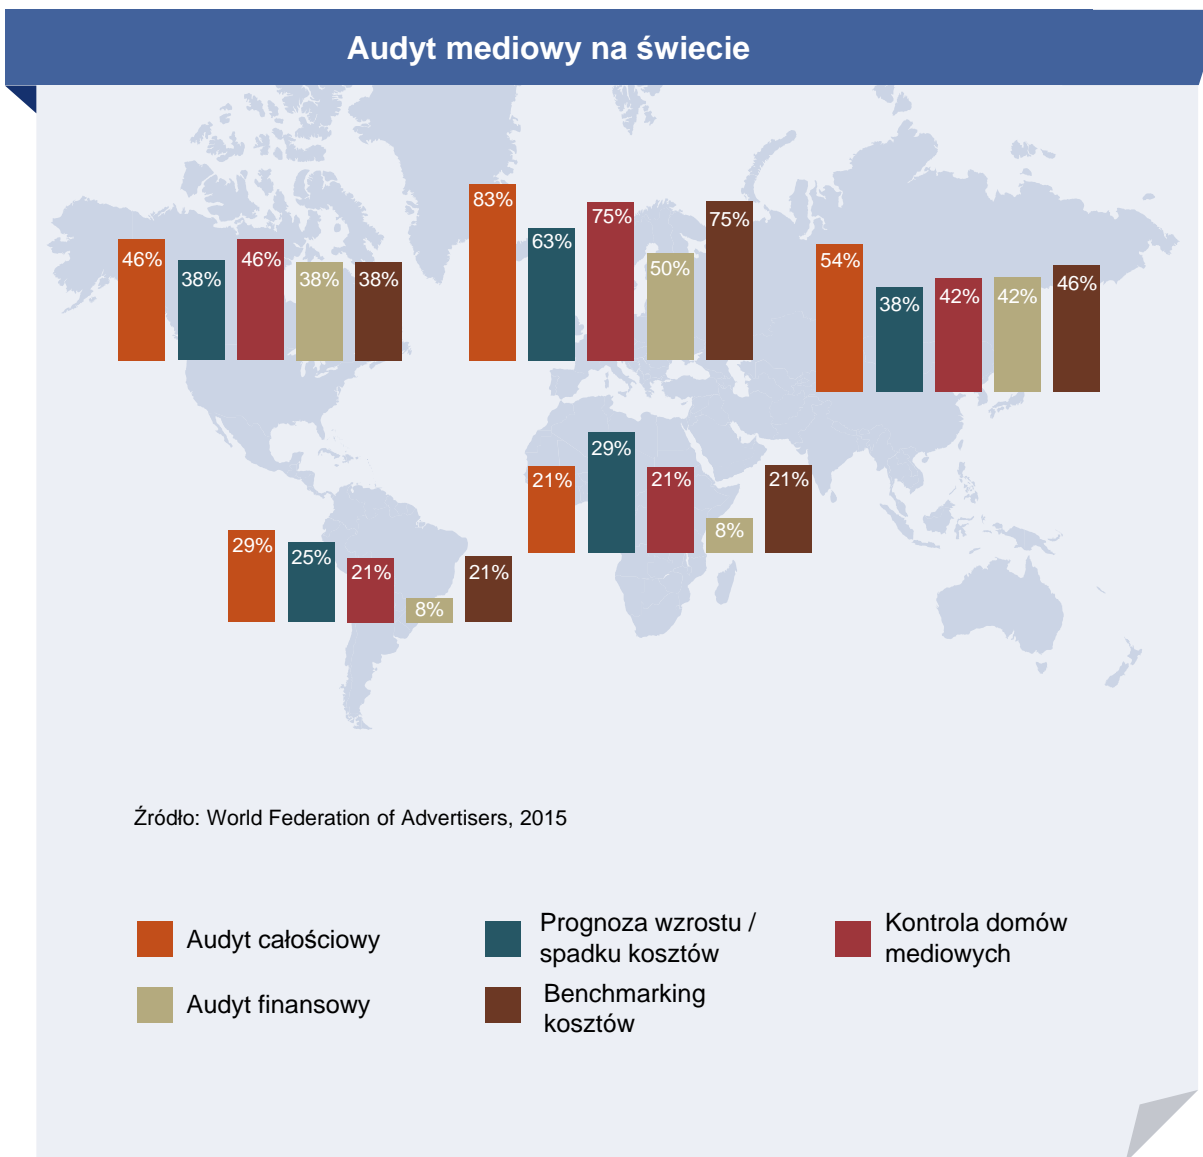 Audyt mediowy na świecie
46%
38%
46%
38%
38%
83%
63%
75%
50%
75%
54%
38%
42%
42%
46%
29%
25%
21%
8%
21%
21%
29%
21%
8%
21%
Źródło: World Federation of Advertisers, 2015
Audyt całościowy
Prognoza wzrostu /
spadku kosztów
Kontrola domów
mediowych
Audyt finansowy
Benchmarking
kosztów